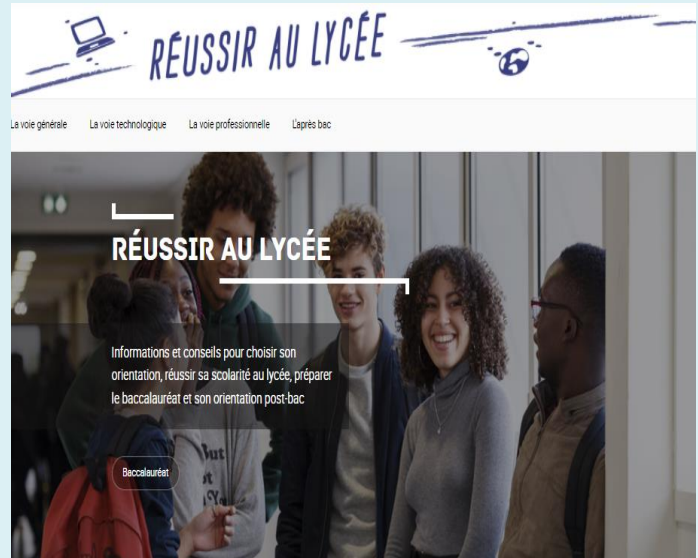 RÉUSSIR AU LYCÉE
La voie générale La voie technologique La voie professionnelle L'après bac
RÉUSSIR AU LYCÉE
Informations et conseils pour choisir son
orientation, réussir sa scolarité au lycée, préparer
le baccalauréat et son orientation post-bac
But
Baccalauréat